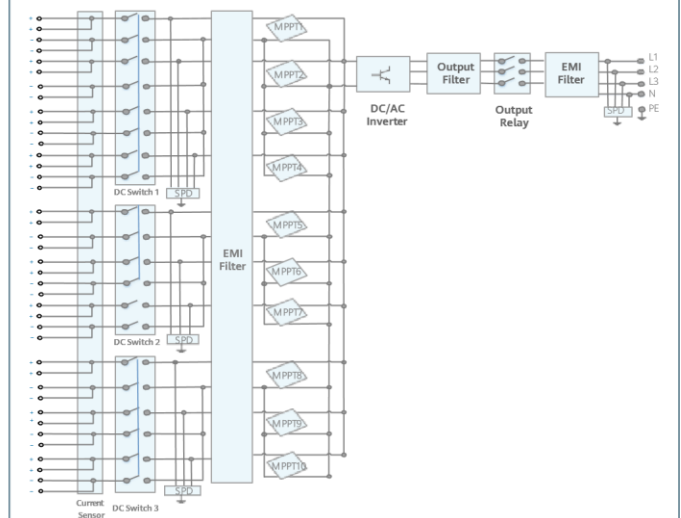 MPPT1
MPPT2
MPPT3
MPPT4
DC Switch 1
SPD
MPPT5
MPPT6
MPPT7
DC Switch 2
SPD
MPPT8
MPPT9
MPPT10
SPD
Current
Sensor
DC Switch 3
EMI
Filter
DC/AC
Inverter
Output
Filter
Output
Relay
EMI
Filter
L1
L2
L3
N
SPD
PE